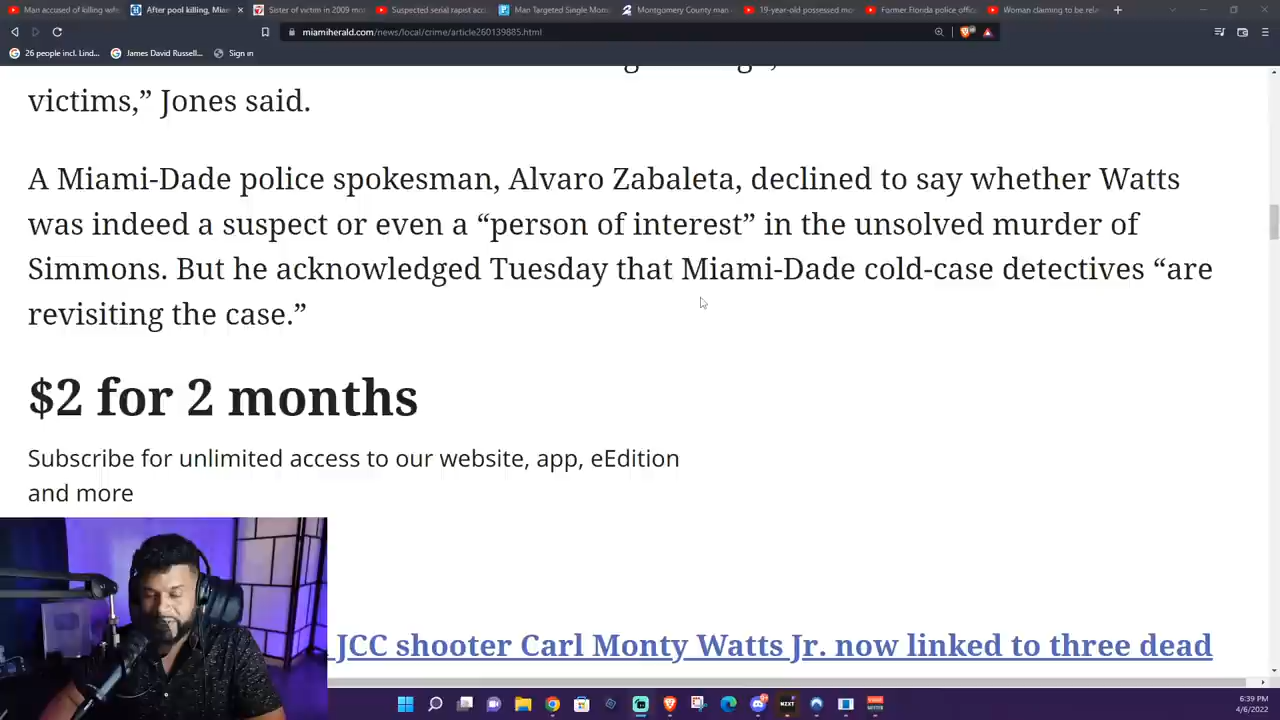 Man accused of killing wife
After pool killing, Mia
Sister of victim in 2009 mo
Suspected serial rapist acc
Man Targeted Single Mom
Montgomery County man
19-year-old possessed mo
Former Florida police offic
Woman claiming to be rela
miamiherald.com/news/local/crime/article260139885.html
26 people incl. Lind...
James David Russell...
Sign in
victims,” Jones said.
A Miami-Dade police spokesman, Alvaro Zabaleta, declined to say whether Watts
was indeed a suspect or even a “person of interest” in the unsolved murder of
Simmons. But he acknowledged Tuesday that Miami-Dade cold-case detectives “are
revisiting the case.”
$2 for 2 months
Subscribe for unlimited access to our website, app, eEdition
and more
JCC shooter Carl Monty Watts Jr. now linked to three dead
NZXT
6:39 PM
4/6/2022